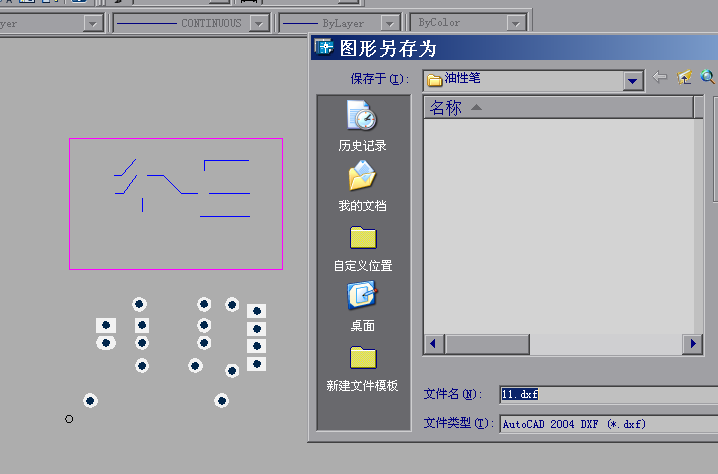 yer
CONTINUOUS
ByLayer
ByColor
图形另存为
保存于(I):
油性笔
名称
历史记录
我的文档
自定义位置
桌面
新建文件模板
文件名(N):
11.dxf
文件类型(T):
AutoCAD 2004 DXF (*.dxf)